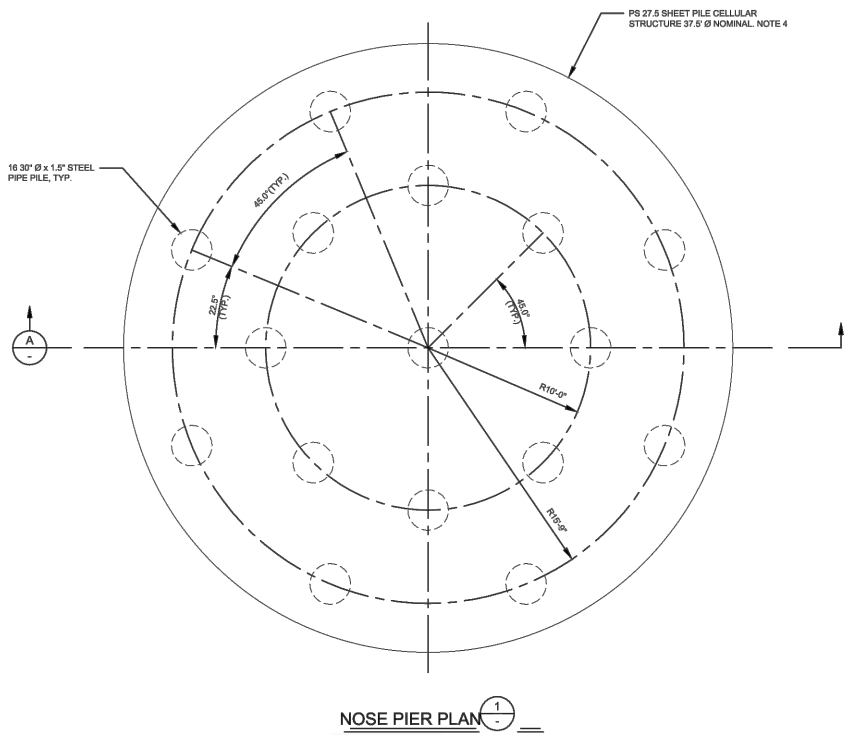 PS 27.5 SHEET PILE CELLULAR
STRUCTURE 37.5' Ø NOMINAL. NOTE 4
16 30" Ø x 1.5" STEEL
PIPE PILE, TYP.
45.0°(TYP.)
22.5°
(TYP.)
45.0°
(TYP.)
A
-
R10'-0"
R15'-9"
NOSE PIER PLAN
1
-